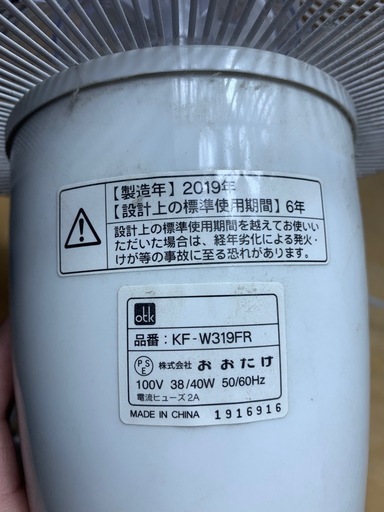 【製造年】2019年
【設計上の標準使用期間】6年
設計上の標準使用期間を越えてお使い
いただいた場合は、経年劣化による発火・
けが等の事故に至る恐れがあります。
otk
品番：KF-W319FR
PSE 株式会社 おおたけ
100V 38/40W 50/60Hz
電流ヒューズ2A
MADE IN CHINA 1916916